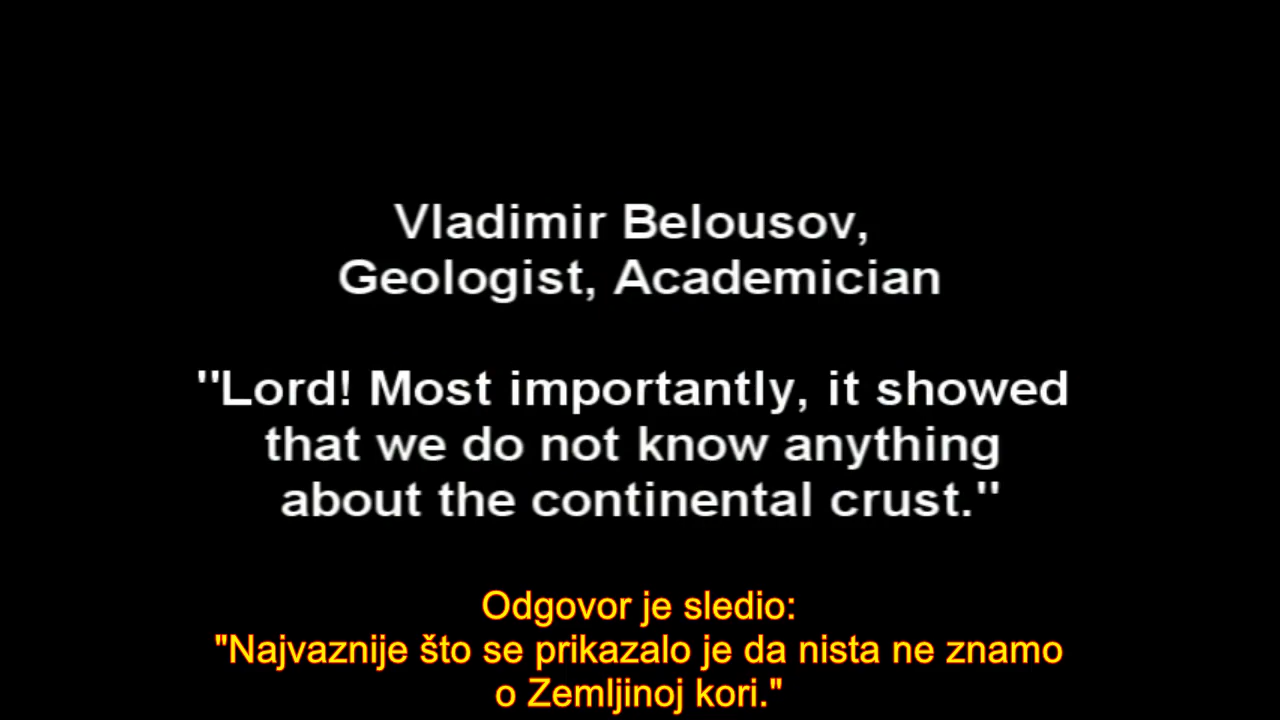 Vladimir Belousov,
Geologist, Academician
"Lord! Most importantly, it showed
that we do not know anything
about the continental crust."
Odgovor je sledio:
"Najvaznije što se prikazalo je da nista ne znamo
o Zemljinoj kori."